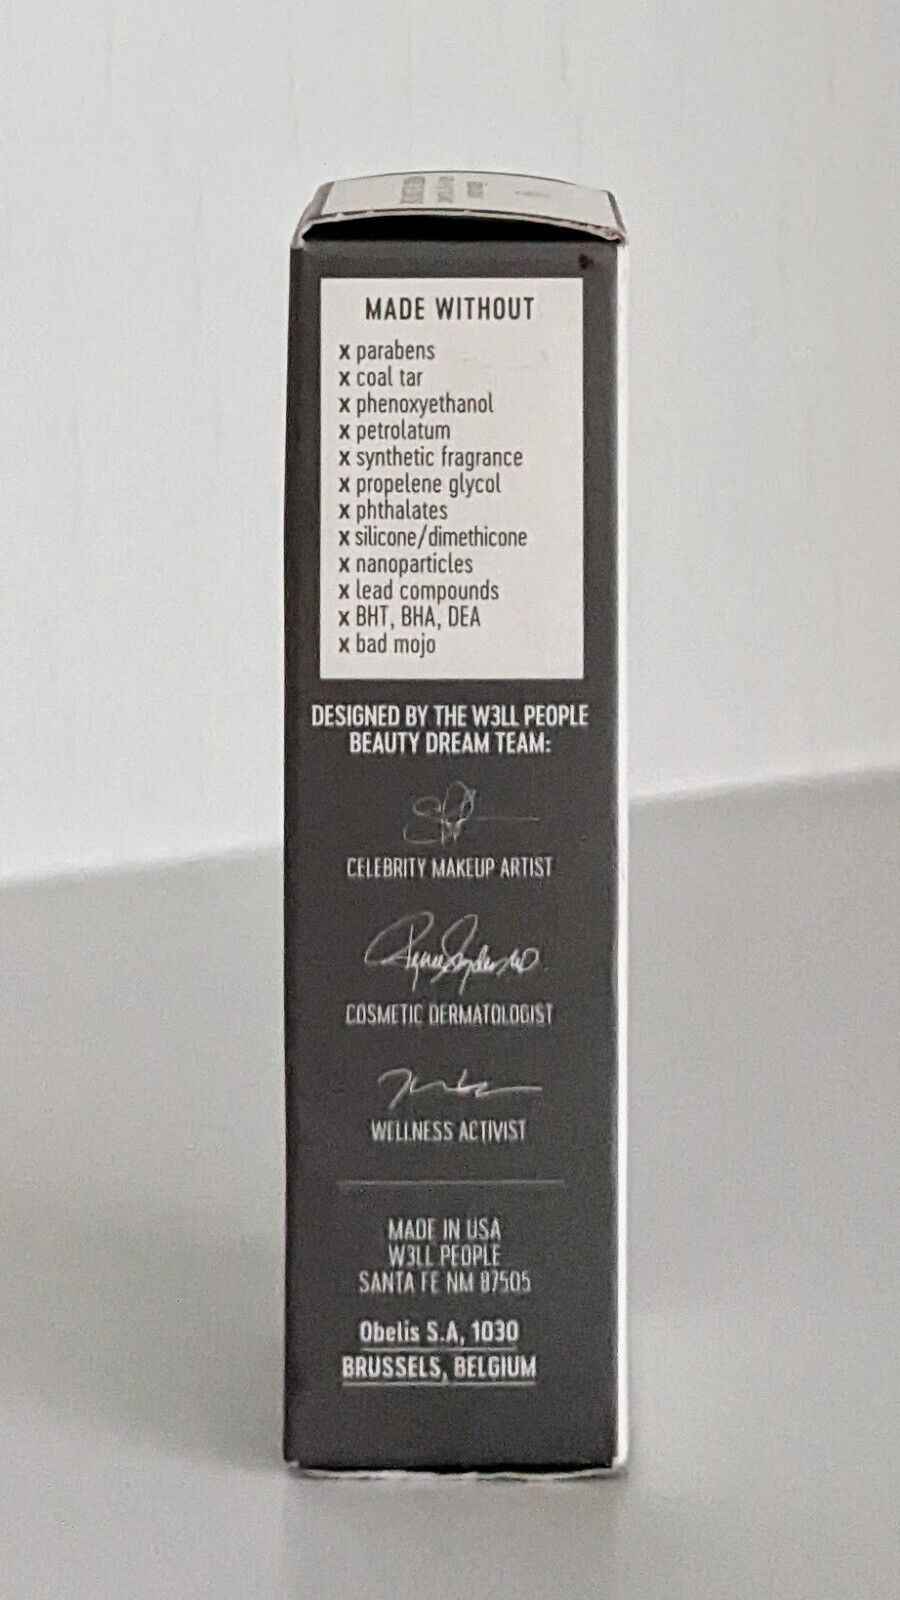 MADE WITHOUT
x parabens
x coal tar
x phenoxyethanol
x petrolatum
x synthetic fragrance
x propelene glycol
x phthalates
x silicone/dimethicone
x nanoparticles
x lead compounds
x BHT, BHA, DEA
x bad mojo
DESIGNED BY THE W3LL PEOPLE
BEAUTY DREAM TEAM:
CELEBRITY MAKEUP ARTIST
COSMETIC DERMATOLOGIST
WELLNESS ACTIVIST
MADE IN USA
W3LL PEOPLE
SANTA FE NM 87505
Obelis S.A, 1030
BRUSSELS, BELGIUM